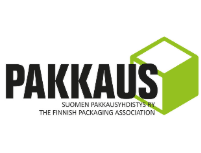 PAKKAUS
SUOMEN PAKKAUSYHDISTYS RY
THE FINNISH PACKAGING ASSOCIATION